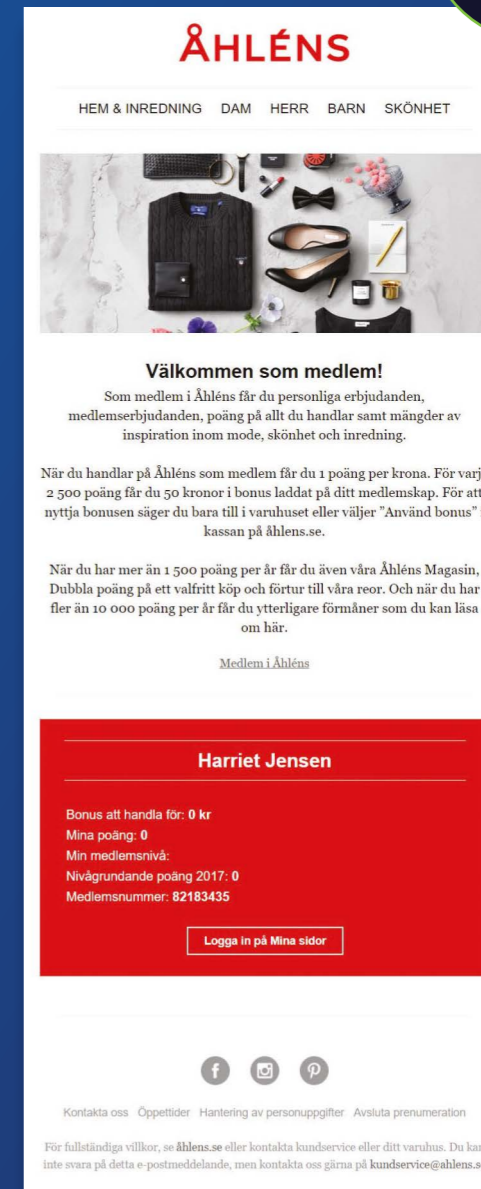 ÅHLÉNS
HEM & INREDNING DAM HERR BARN SKÖNHET
Välkommen som medlem!
Som medlem i Åhléns får du personliga erbjudanden,
medlemserbjudanden, poäng på allt du handlar samt mängder av
inspiration inom mode, skönhet och inredning.
När du handlar på Åhléns som medlem får du 1 poäng per krona. För varj
2 500 poäng får du 50 kronor i bonus laddat på ditt medlemskap. För att
nyttja bonusen säger du bara till i varuhuset eller väljer ”Använd bonus”
kassan på åhlens.se.
När du har mer än 1 500 poäng per år får du även våra Åhléns Magasin,
Dubbla poäng på ett valfritt köp och förtur till våra reor. Och när du har
fler än 10 000 poäng per år får du ytterligare förmåner som du kan läsa
om här.
Medlem i Åhléns
Harriet Jensen
Bonus att handla för: 0 kr
Mina poäng: 0
Min medlemsnivå:
Nivågrundande poäng 2017: 0
Medlemsnummer: 82183435
Logga in på Mina sidor
Kontakta oss Öppettider Hantering av personuppgifter Avsluta prenumeration
För fullständiga villkor, se åhlens.se eller kontakta kundservice eller ditt varuhus. Du kan
inte svara på detta e-postmeddelande, men kontakta oss gärna på kundservice@ahlens.s